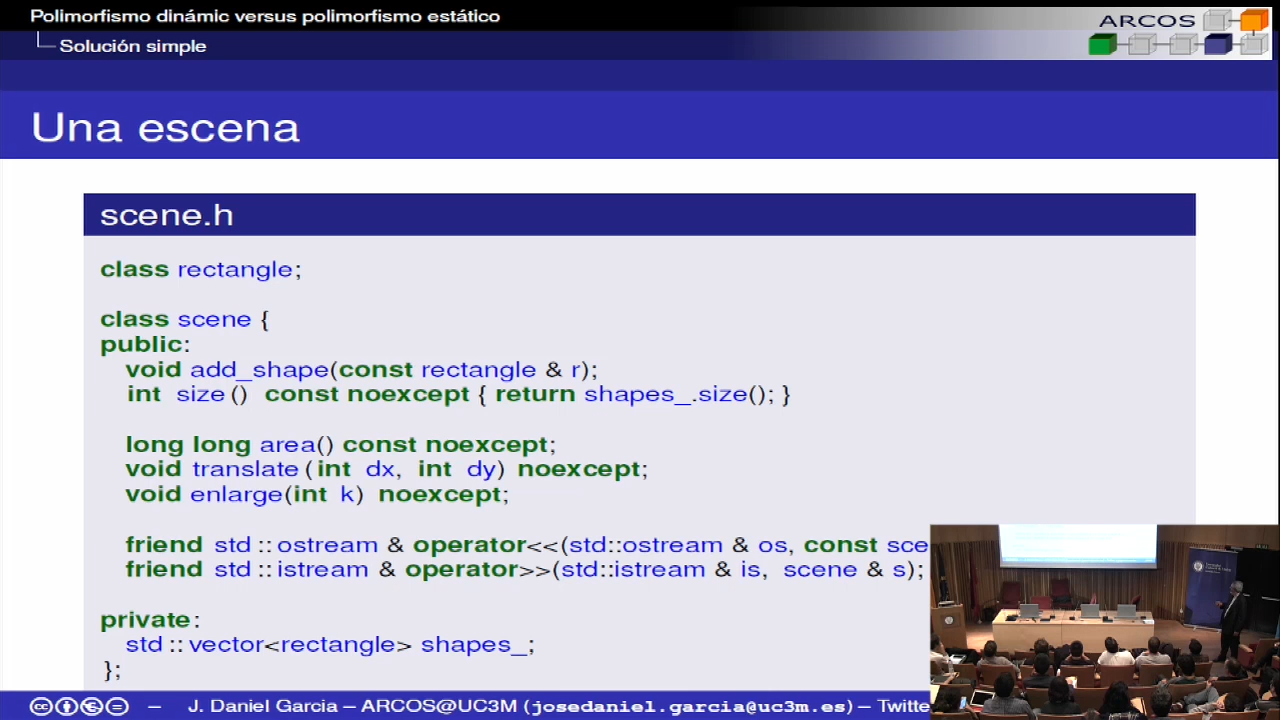 Polimorfismo dinámic versus polimorfismo estático
Solución simple
ARCOS
Una escena
scene.h
class rectangle;
class scene {
public:
void add_shape(const rectangle & r);
int size () const noexcept { return shapes_.size(); }
long long area() const noexcept;
void translate (int dx, int dy) noexcept;
void enlarge(int k) noexcept;
friend std :: ostream & operator<<(std::ostream & os, const sce
friend std :: istream & operator>>(std::istream & is, scene & s);
private:
std :: vector<rectangle> shapes_;
};
cc – J. Daniel Garcia – ARCOS@UC3M (josedaniel.garcia@uc3m.es) – Twitte